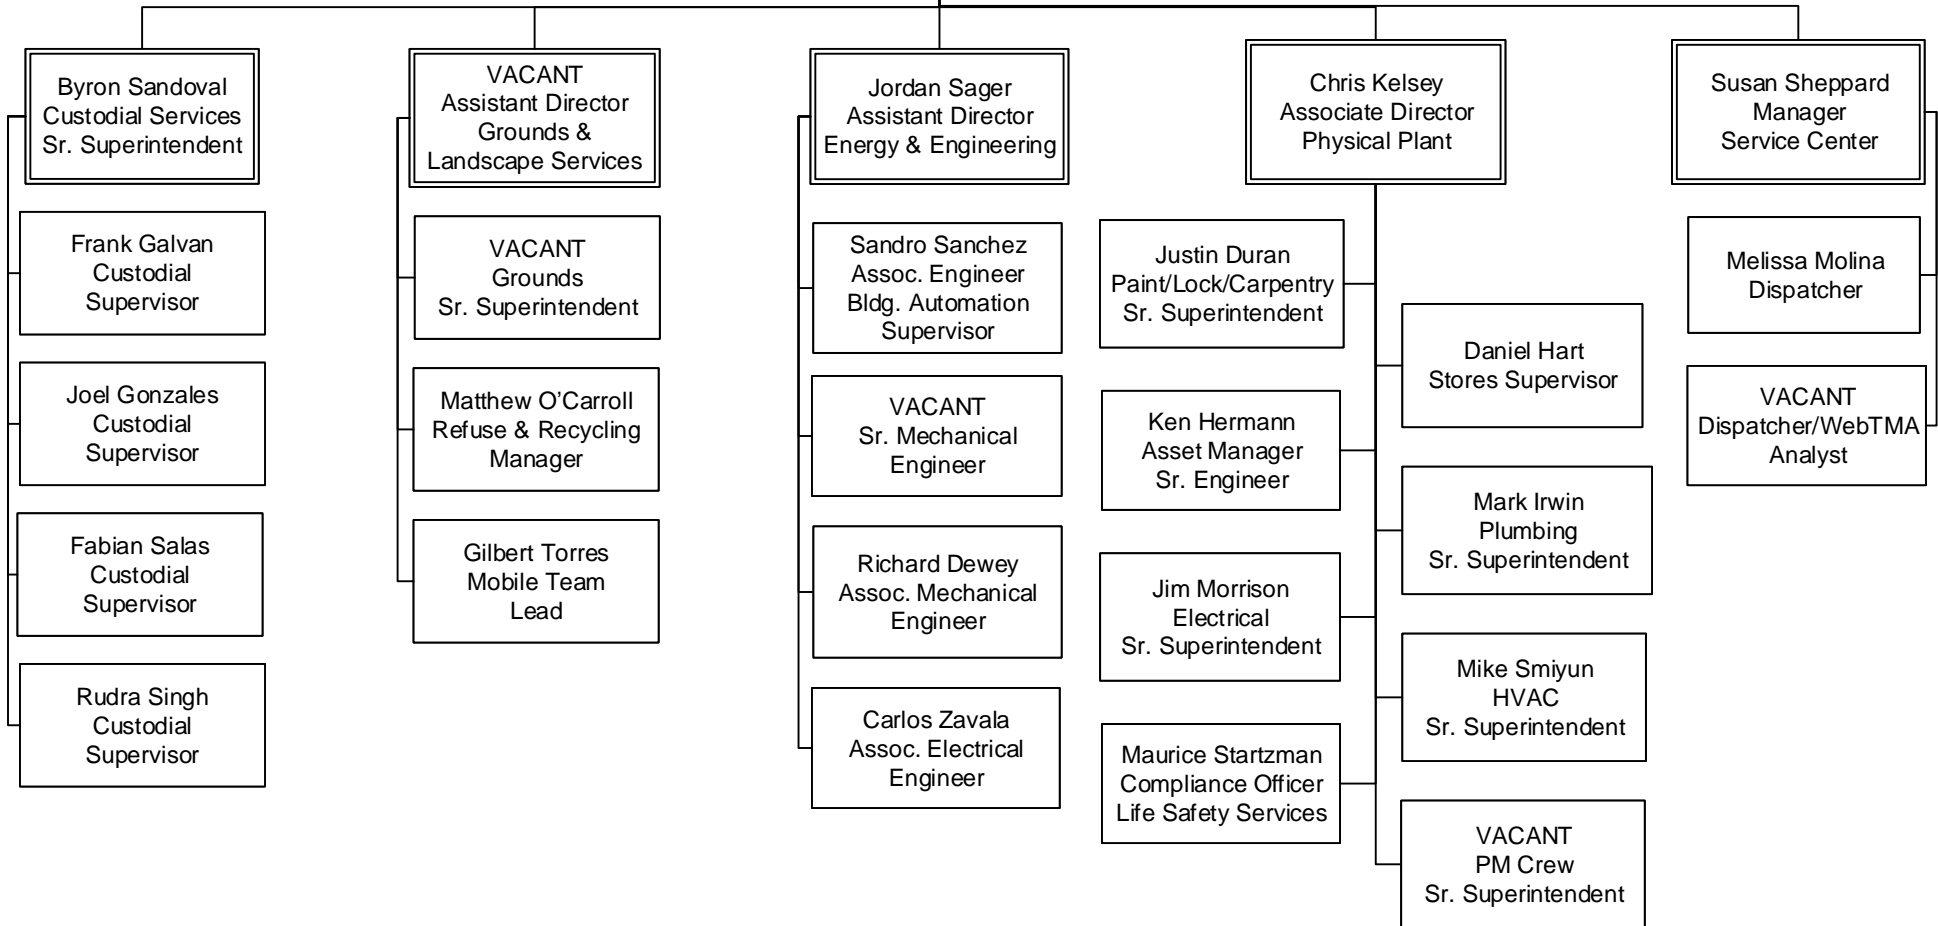 Byron Sandoval
Custodial Services
Sr. Superintendent
Frank Galvan
Custodial
Supervisor
Joel Gonzales
Custodial
Supervisor
Fabian Salas
Custodial
Supervisor
Rudra Singh
Custodial
Supervisor
VACANT
Assistant Director
Grounds &
Landscape Services
VACANT
Grounds
Sr. Superintendent
Matthew O’Carroll
Refuse & Recycling
Manager
Gilbert Torres
Mobile Team
Lead
Jordan Sager
Assistant Director
Energy & Engineering
Sandro Sanchez
Assoc. Engineer
Bldg. Automation
Supervisor
VACANT
Sr. Mechanical
Engineer
Richard Dewey
Assoc. Mechanical
Engineer
Carlos Zavala
Assoc. Electrical
Engineer
Chris Kelsey
Associate Director
Physical Plant
Justin Duran
Paint/Lock/Carpentry
Sr. Superintendent
Ken Hermann
Asset Manager
Sr. Engineer
Jim Morrison
Electrical
Sr. Superintendent
Maurice Startzman
Compliance Officer
Life Safety Services
Daniel Hart
Stores Supervisor
Mark Irwin
Plumbing
Sr. Superintendent
Mike Smiyun
HVAC
Sr. Superintendent
VACANT
PM Crew
Sr. Superintendent
Susan Sheppard
Manager
Service Center
Melissa Molina
Dispatcher
VACANT
Dispatcher/WebTMA
Analyst